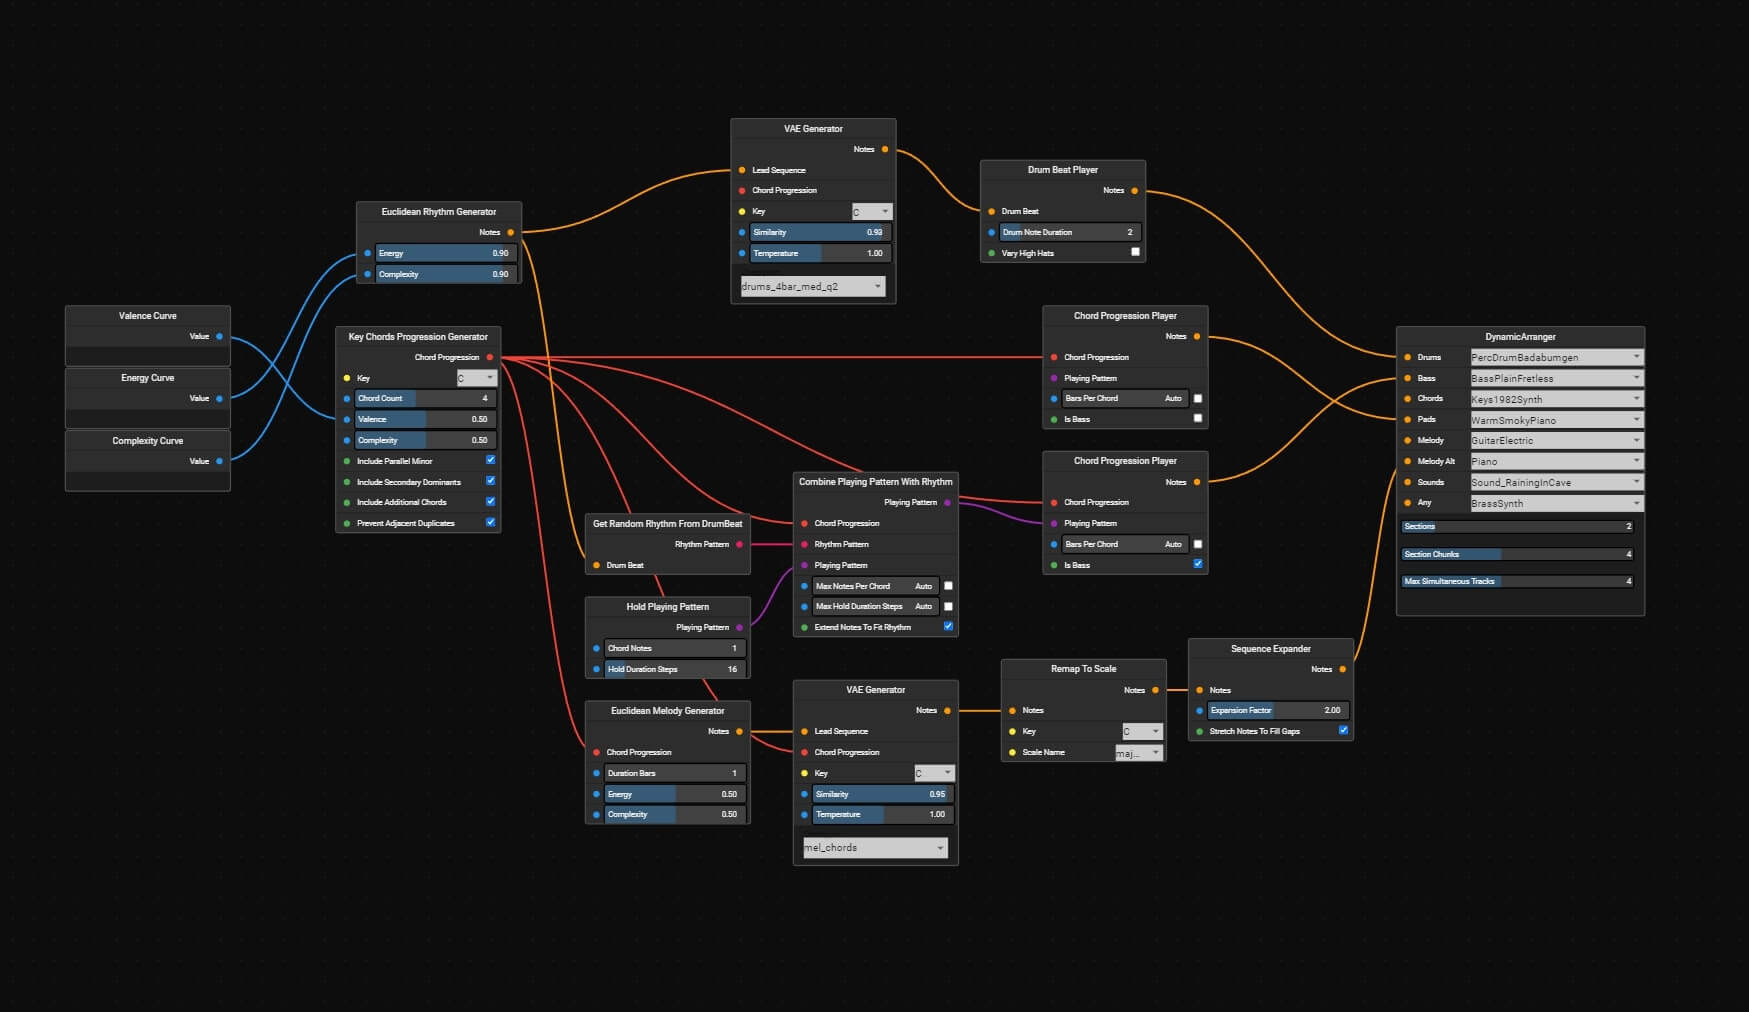 VAE Generator
Notes
Lead Sequence
Chord Progression
Key C
Similarity 0.93
Temperature 1.00
drums_4bar_med_q2
Drum Beat Player
Notes
Drum Beat
Drum Note Duration 2
Vary High Hats
Euclidean Rhythm Generator
Notes
Energy 0.90
Complexity 0.90
Valence Curve
Value
Energy Curve
Value
Complexity Curve
Value
Key Chords Progression Generator
Chord Progression
Key C
Chord Count 4
Valence 0.50
Complexity 0.50
Include Parallel Minor
Include Secondary Dominants
Include Additional Chords
Prevent Adjacent Duplicates
Chord Progression Player
Notes
Chord Progression
Playing Pattern
Bars Per Chord Auto
Is Bass
DynamicArranger
Drums PercDrumBadabumgen
Bass BassPlainFretless
Chords Keys1982Synth
Pads WarmSmokyPiano
Melody GuitarElectric
Melody Alt Piano
Sounds Sound_RainingInCave
Any BrassSynth
Sections 2
Section Chunks 4
Max Simultaneous Tracks 4
Chord Progression Player
Notes
Chord Progression
Playing Pattern
Bars Per Chord Auto
Is Bass
Combine Playing Pattern With Rhythm
Playing Pattern
Chord Progression
Rhythm Pattern
Playing Pattern
Max Notes Per Chord Auto
Max Hold Duration Steps Auto
Extend Notes To Fit Rhythm
Get Random Rhythm From DrumBeat
Rhythm Pattern
Drum Beat
Hold Playing Pattern
Playing Pattern
Chord Notes 1
Hold Duration Steps 16
Euclidean Melody Generator
Notes
Chord Progression
Duration Bars 1
Energy 0.50
Complexity 0.50
VAE Generator
Notes
Lead Sequence
Chord Progression
Key C
Similarity 0.95
Temperature 1.00
mel_chords
Remap To Scale
Notes
Notes
Key C
Scale Name maj...
Sequence Expander
Notes
Notes
Expansion Factor 2.00
Stretch Notes To Fill Gaps